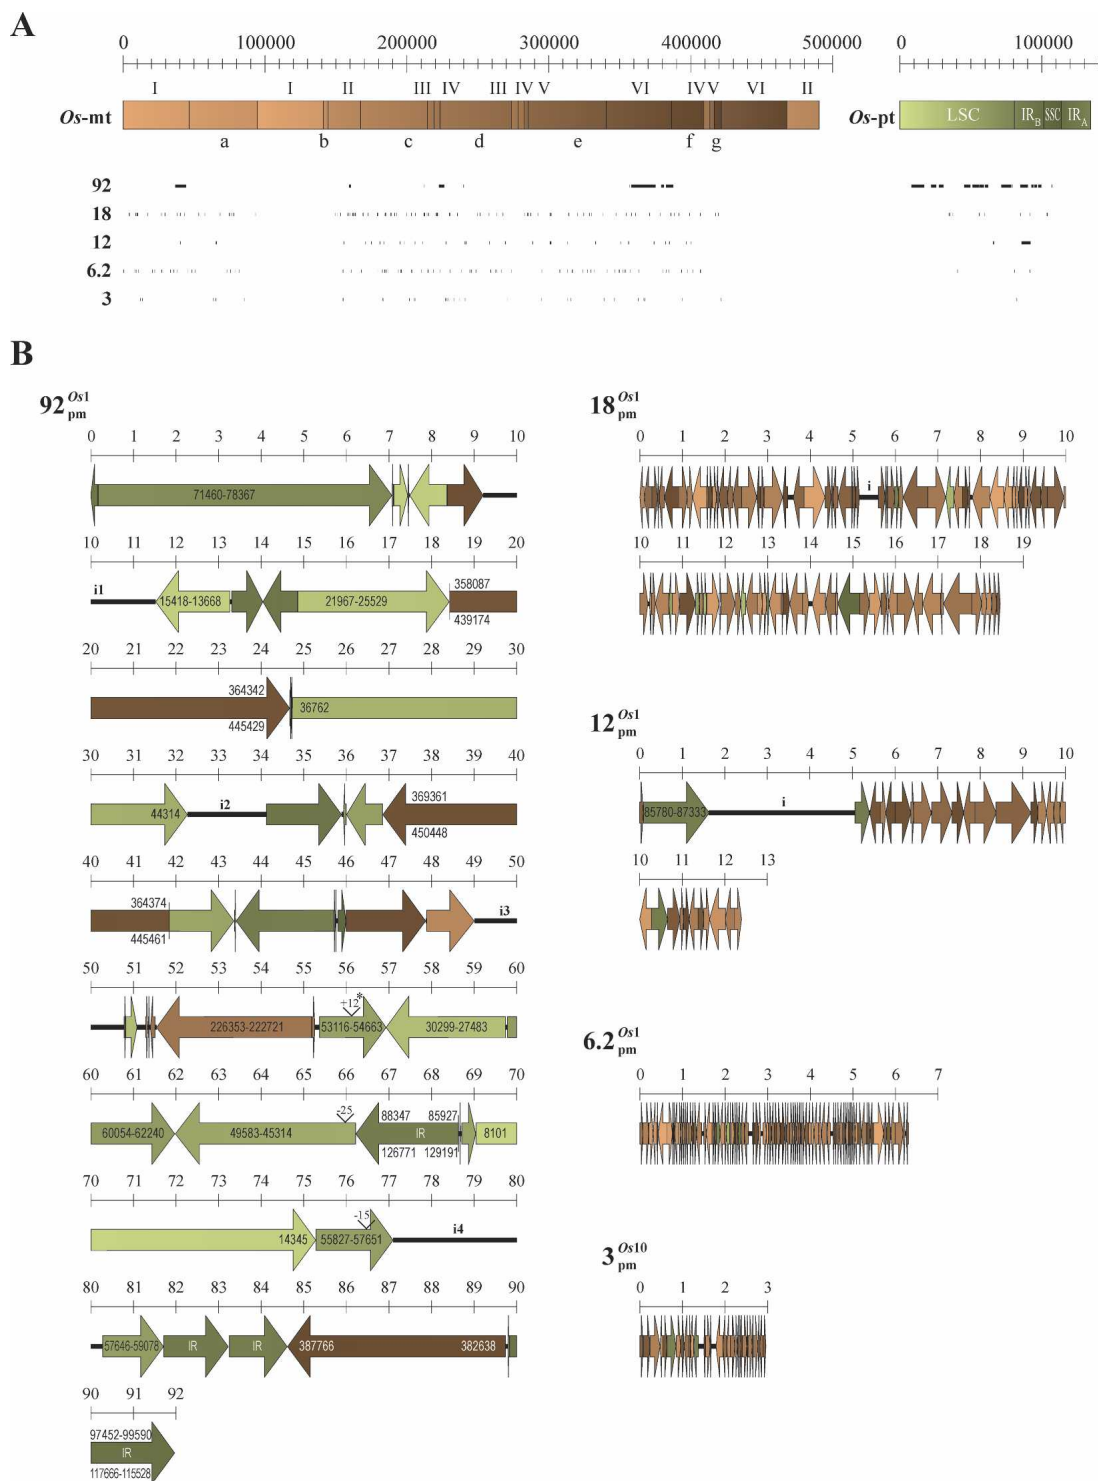 A
0 100000 200000 300000 400000 500000 0 100000
I I II III IV III IV V VI IV V VI II
Os-mt Os-pt LSC IRB SSC IRA
a b c d e f g
92
18
12
6.2
3
B
92 Os1 pm
0 1 2 3 4 5 6 7 8 9 10
71460-78367
10 11 12 13 14 15 16 17 18 19 20
i1 15418-13668 21967-25529 358087
439174
20 21 22 23 24 25 26 27 28 29 30
364342 36762
445429
30 31 32 33 34 35 36 37 38 39 40
44314 i2 369361
450448
40 41 42 43 44 45 46 47 48 49 50
364374 i3
445461
50 51 52 53 54 55 56 57 58 59 60
+12*
226353-222721 53116-54663 30299-27483
60 61 62 63 64 65 66 67 68 69 70
-25 88347 85927
60054-62240 49583-45314 IR 8101
126771 129191
70 71 72 73 74 75 76 77 78 79 80
-15 i4
14345 55827-57651
80 81 82 83 84 85 86 87 88 89 90
57646-59078 IR IR 387766 382638
90 91 92
97452-99590
IR
117666-115528
18 Os1 pm
0 1 2 3 4 5 6 7 8 9 10
i
10 11 12 13 14 15 16 17 18 19
12 Os1 pm
0 1 2 3 4 5 6 7 8 9 10
85780-87333 i
10 11 12 13
6.2 Os1 pm
0 1 2 3 4 5 6 7
3 Os10 pm
0 1 2 3